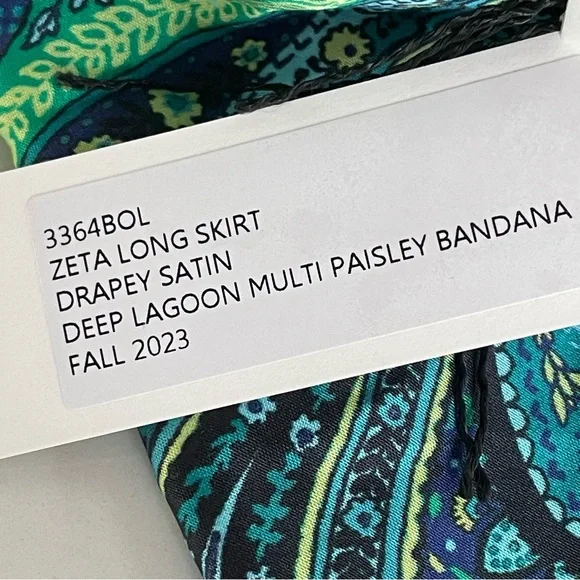 3364BOL
ZETA LONG SKIRT
DRAPEY SATIN
DEEP LAGOON MULTI PAISLEY BANDANA
FALL 2023